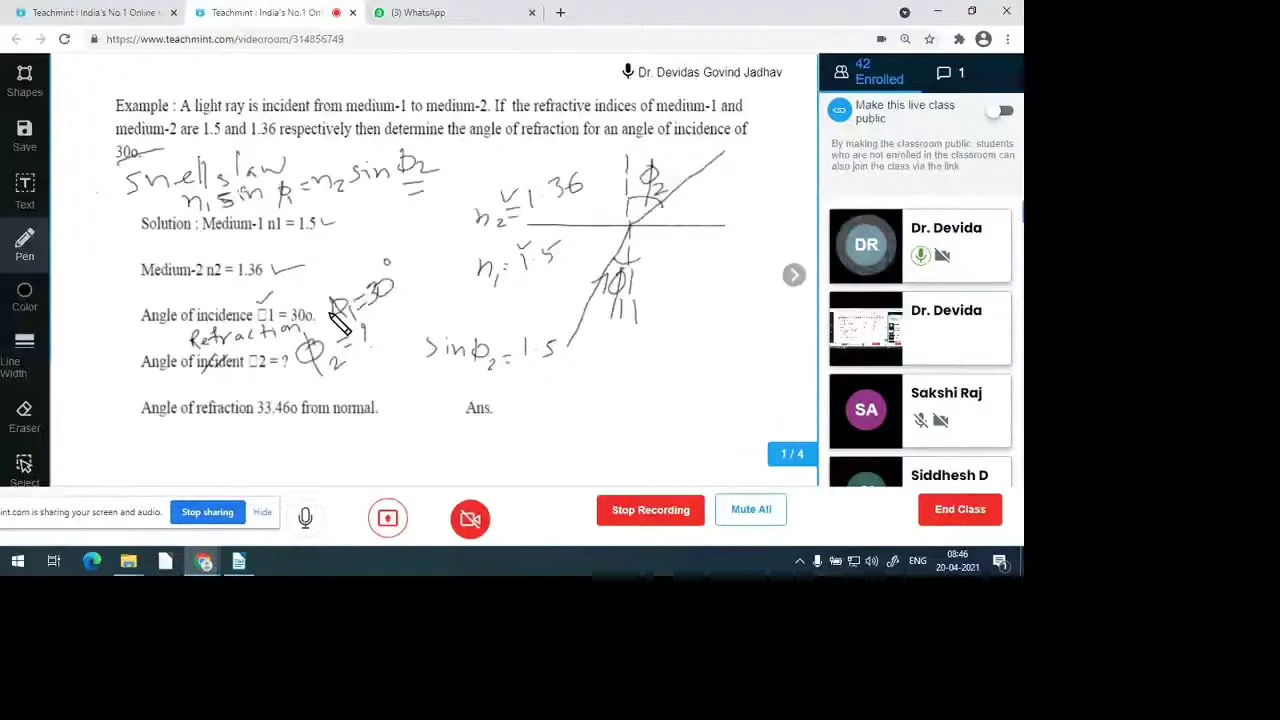 Teachmint : India's No.1 Online t
Teachmint : India's No.1 Onl
(3) WhatsApp
https://www.teachmint.com/videoroom/314856749
Dr. Devidas Govind Jadhav
Example : A light ray is incident from medium-1 to medium-2. If the refractive indices of medium-1 and
medium-2 are 1.5 and 1.36 respectively then determine the angle of refraction for an angle of incidence of
30o.
Snell's law
n₁ sin φ₁ = n₂ sin φ₂
φ₂
n₂ = 1.36
Solution : Medium-1 n1 = 1.5
n₁ = 1.5
Medium-2 n2 = 1.36
φ1
Angle of incidence □1 = 30o.
φ₁ = 30°
Refraction
Angle of incident □2 = ?
φ₂ = ?
sin φ₂ = 1.5
Angle of refraction 33.46o from normal. Ans.
1 / 4
Shapes
Save
Text
Pen
Color
Line
Width
Eraser
Select
42
Enrolled
1
Make this live class
public
By making the classroom public, students
who are not enrolled in the classroom can
also join the class via the link
DR
Dr. Devida
Dr. Devida
SA
Sakshi Raj
Siddhesh D
nt.com is sharing your screen and audio.
Stop sharing
Hide
Stop Recording
Mute All
End Class
ENG
08:46
20-04-2021